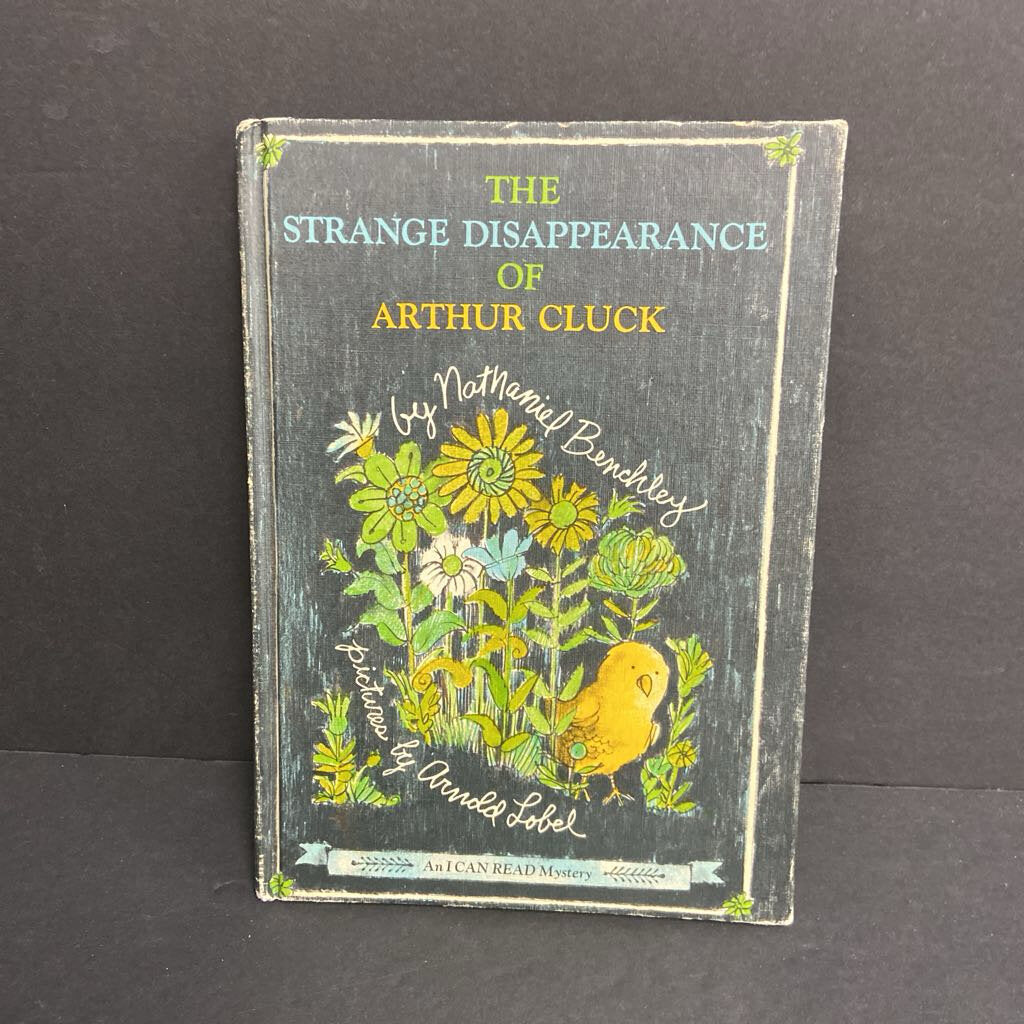 THE
STRANGE DISAPPEARANCE
OF
ARTHUR CLUCK
by Nathaniel Benchley
pictures by Arnold Lobel
An I CAN READ Mystery